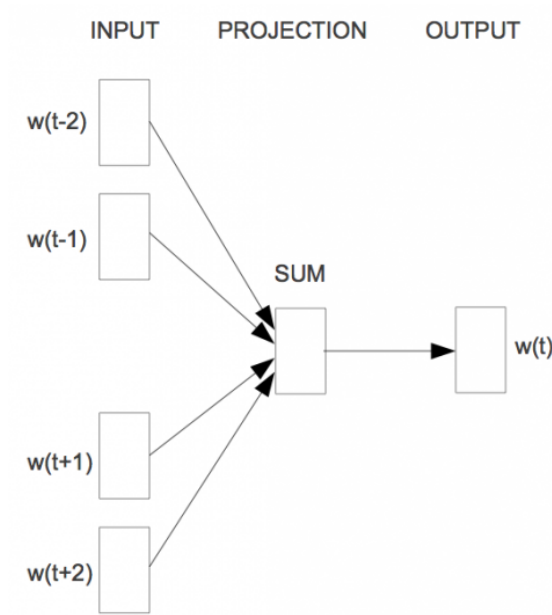 INPUT PROJECTION OUTPUT
w(t-2)
w(t-1)
SUM
w(t)
w(t+1)
w(t+2)